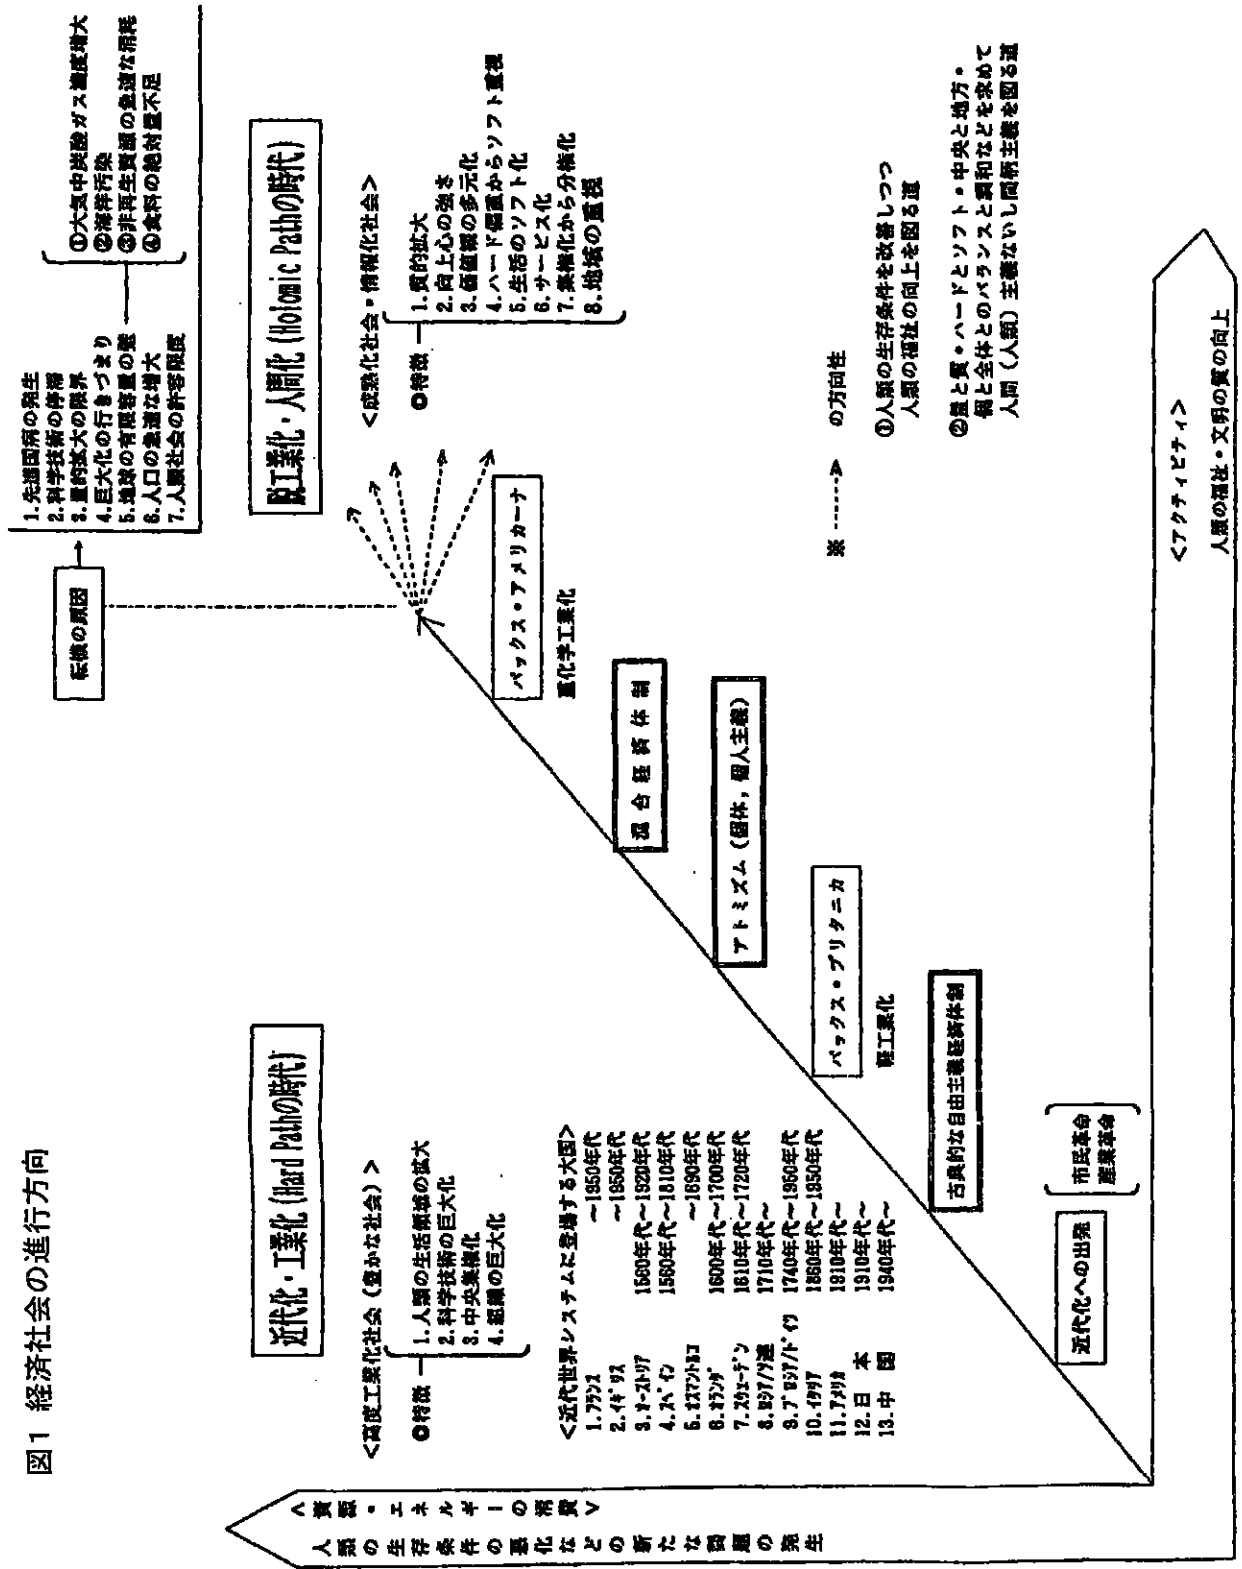 図1 経済社会の進行方向
転機の原因
1.先進国病の発生
2.科学技術の停滞
3.量的拡大の限界
4.巨大化の行きづまり
5.地球の有限容量の壁
6.人口の急速な増大
7.人類社会の許容限度
①大気中炭酸ガス濃度増大
②海洋汚染
③非再生資源の急速な消耗
④食料の絶対量不足
近代化・工業化 (Hard Pathの時代)
脱工業化・人間化 (Holonic Pathの時代)
<高度工業化社会（豊かな社会）>
◎特徴
1.人類の生活領域の拡大
2.科学技術の巨大化
3.中央集権化
4.組織の巨大化
<成熟化社会・情報化社会>
◎特徴
1.質的拡大
2.向上心の強さ
3.価値観の多元化
4.ハード偏重からソフト重視
5.生活のソフト化
6.サービス化
7.集権化から分権化
8.地域の重視
<近代世界システムに登場する大国>
1.フランス ～1950年代
2.イギリス ～1950年代
3.オーストリア 1560年代～1920年代
4.スペイン 1560年代～1810年代
5.オスマントルコ ～1690年代
6.オランダ 1600年代～1700年代
7.スウェーデン 1610年代～1720年代
8.ロシア/ソ連 1710年代～
9.プロシア/ドイツ 1740年代～1950年代
10.イタリア 1860年代～1950年代
11.アメリカ 1910年代～
12.日 本 1910年代～
13.中 国 1940年代～
パックス・アメリカーナ
重化学工業化
混合経済体制
アトミズム（個体，個人主義）
パックス・ブリタニカ
軽工業化
古典的な自由主義経済体制
近代化への出発
市民革命
産業革命
※ ------> の方向性
①人類の生存条件を改善しつつ
人類の福祉の向上を図る道
②量と質・ハードとソフト・中央と地方・
個と全体とのバランスと調和などを求めて
人間（人類）主義ないし間柄主義を図る道
<資源・エネルギーの消費>
人類の生存条件の悪化などの新たな問題の発生
<アクティビティ>
人類の福祉・文明の質の向上